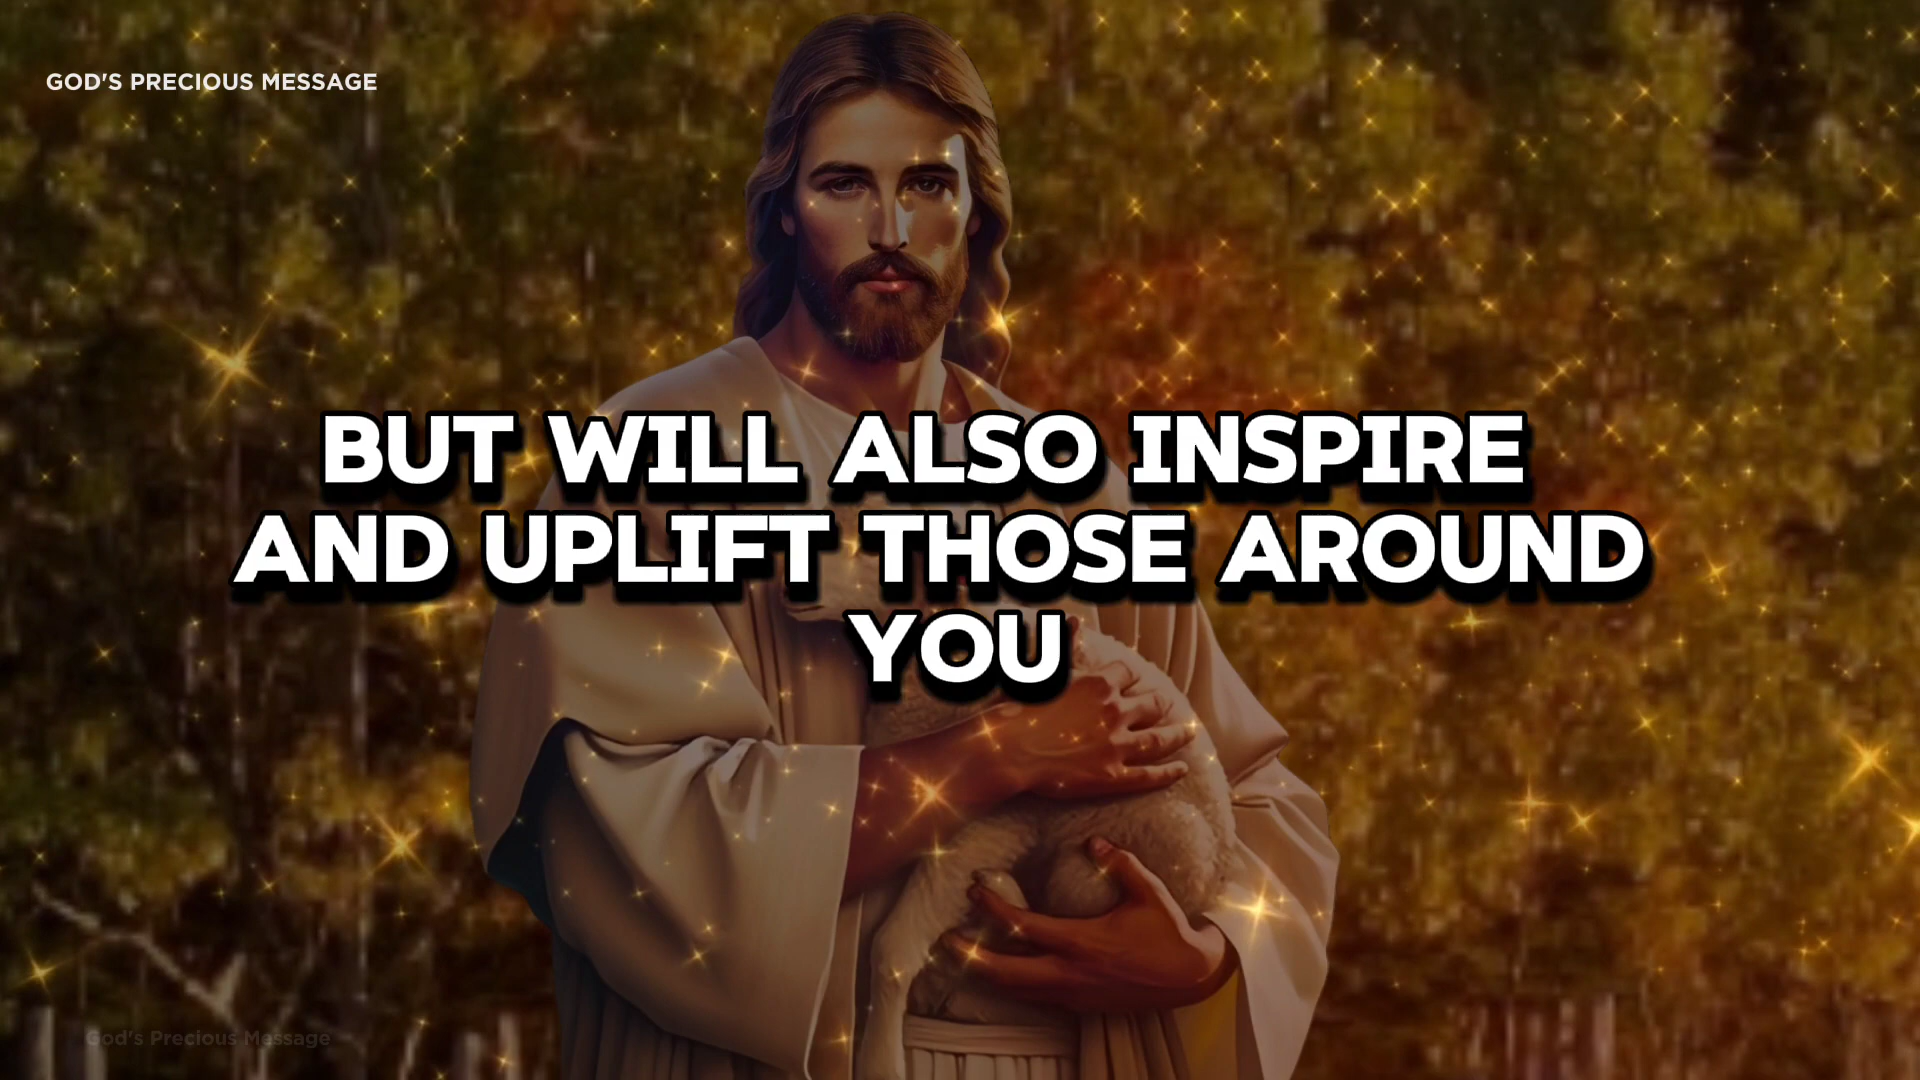 GOD'S PRECIOUS MESSAGE
BUT WILL ALSO INSPIRE
AND UPLIFT THOSE AROUND
YOU
God's Precious Message